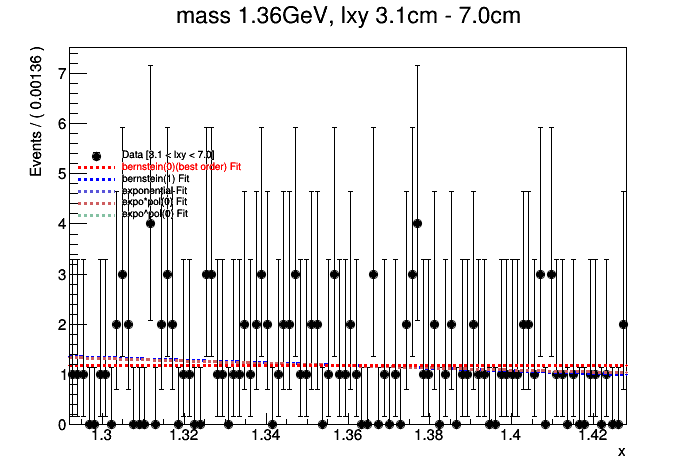 mass 1.36GeV, lxy 3.1cm - 7.0cm
Events / ( 0.00136 )
7
6
5
4
3
2
1
0
Data [3.1 < lxy < 7.0]
bernstein(0)(best order) Fit
bernstein(1) Fit
exponential Fit
expo*pol(0) Fit
expo^pol(0) Fit
1.3 1.32 1.34 1.36 1.38 1.4 1.42
x